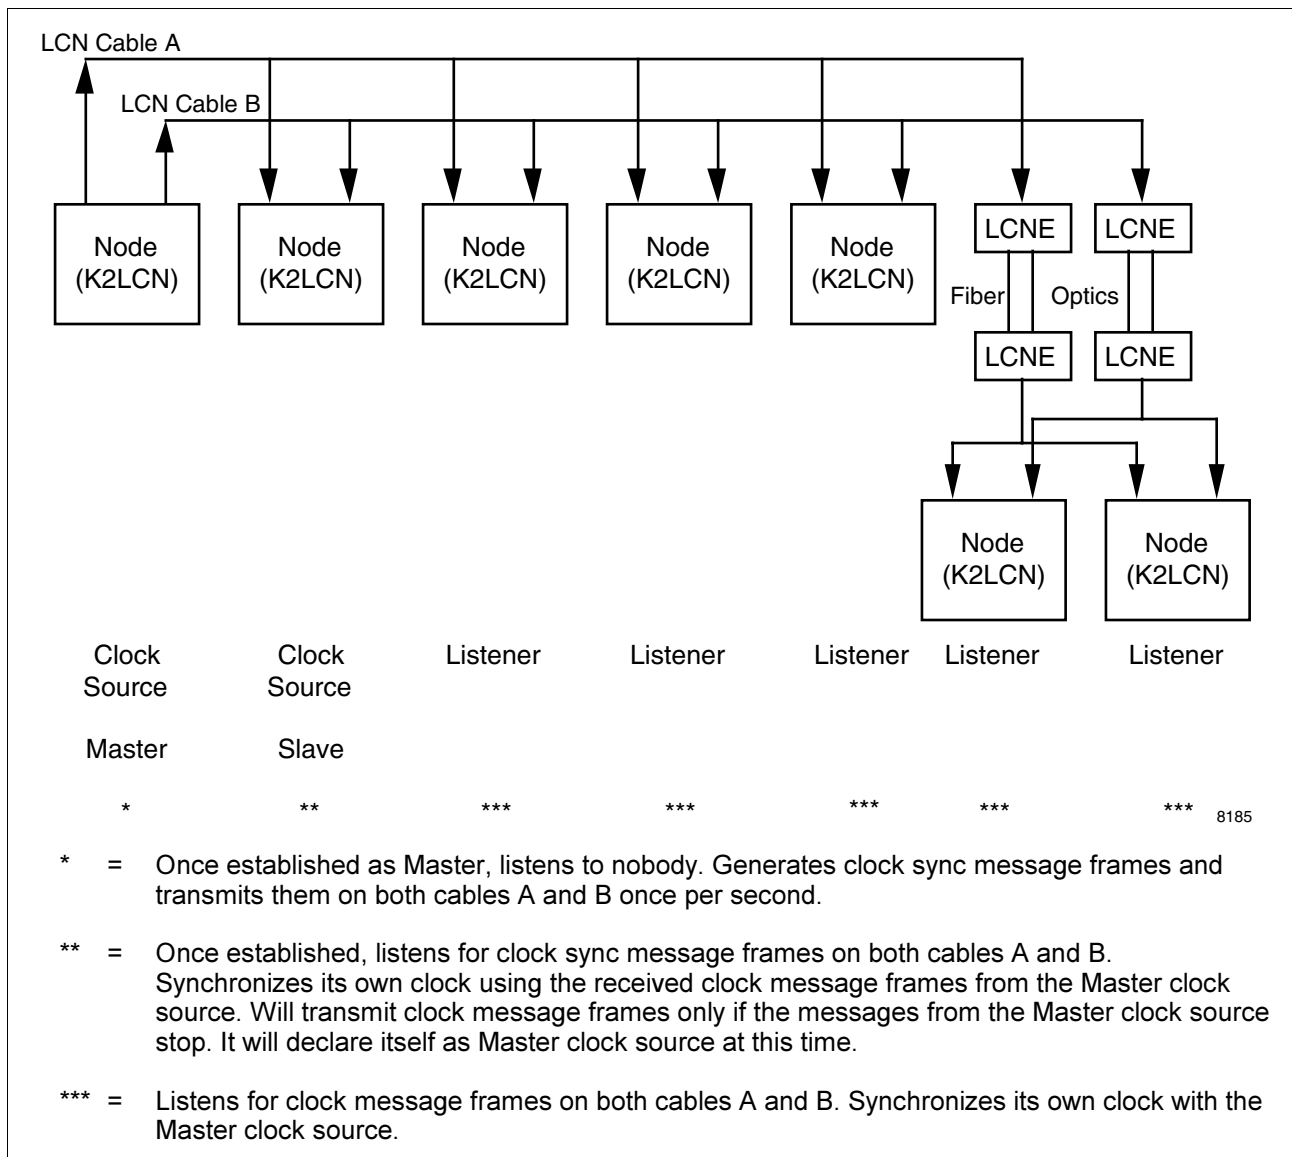 LCN Cable A
LCN Cable B
Node
(K2LCN)
Node
(K2LCN)
Node
(K2LCN)
Node
(K2LCN)
Node
(K2LCN)
LCNE
LCNE
Fiber
Optics
LCNE
LCNE
Node
(K2LCN)
Node
(K2LCN)
Clock
Source
Master
Clock
Source
Slave
Listener
Listener
Listener
Listener
Listener
* ** *** *** *** *** *** 8185
* = Once established as Master, listens to nobody. Generates clock sync message frames and
transmits them on both cables A and B once per second.
** = Once established, listens for clock sync message frames on both cables A and B.
Synchronizes its own clock using the received clock message frames from the Master clock
source. Will transmit clock message frames only if the messages from the Master clock source
stop. It will declare itself as Master clock source at this time.
*** = Listens for clock message frames on both cables A and B. Synchronizes its own clock with the
Master clock source.